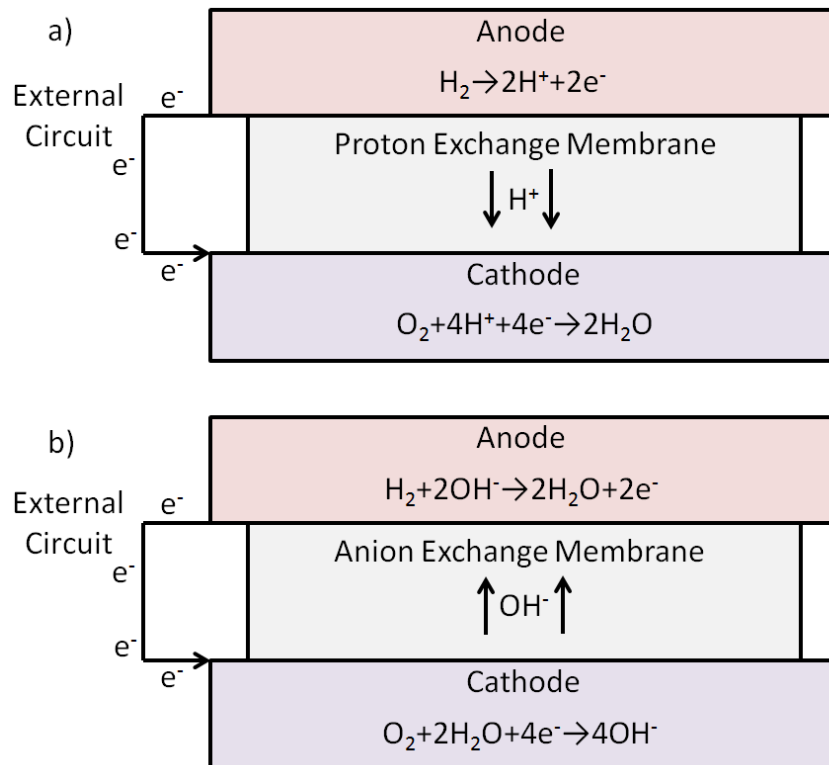 a)
Anode
H₂→2H⁺+2e⁻
External
Circuit
e⁻
e⁻
e⁻
e⁻
Proton Exchange Membrane
H⁺
Cathode
O₂+4H⁺+4e⁻→2H₂O
b)
Anode
H₂+2OH⁻→2H₂O+2e⁻
External
Circuit
e⁻
e⁻
e⁻
e⁻
Anion Exchange Membrane
OH⁻
Cathode
O₂+2H₂O+4e⁻→4OH⁻